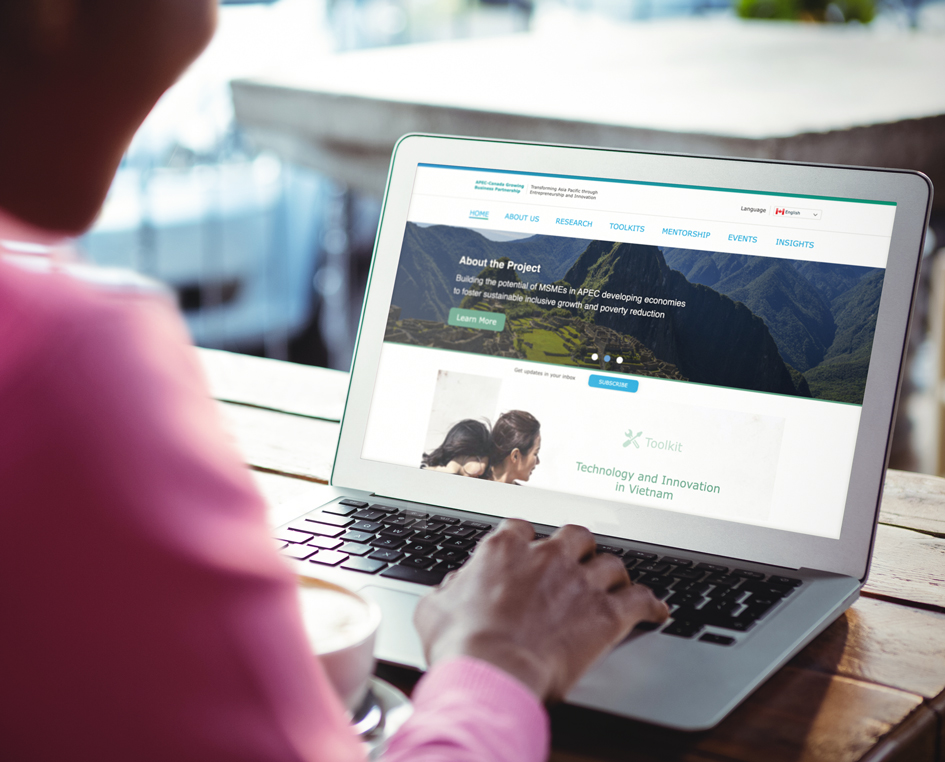 APEC-Canada Growing
Business Partnership
Transforming Asia Pacific through
Entrepreneurship and Innovation
Language English
HOME ABOUT US RESEARCH TOOLKITS MENTORSHIP EVENTS INSIGHTS
About the Project
Building the potential of MSMEs in APEC developing economies
to foster sustainable inclusive growth and poverty reduction
Learn More
Get updates in your inbox SUBSCRIBE
Toolkit
Technology and Innovation
in Vietnam